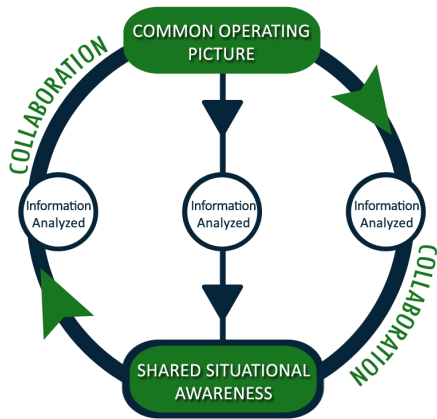 COMMON OPERATING
PICTURE
COLLABORATION
Information
Analyzed
Information
Analyzed
Information
Analyzed
COLLABORATION
SHARED SITUATIONAL
AWARENESS